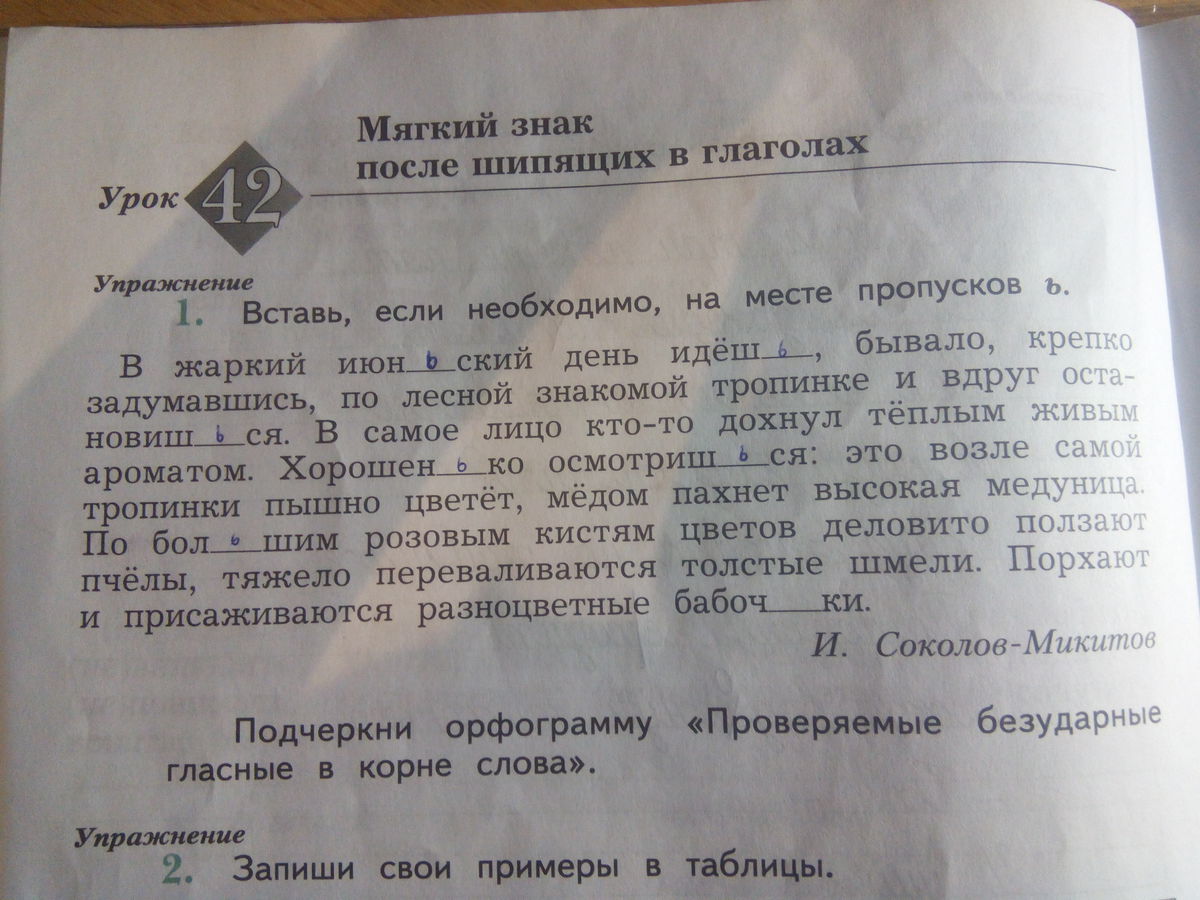 Мягкий знак
после шипящих в глаголах
Урок 42
Упражнение
1. Вставь, если необходимо, на месте пропусков ь.
В жаркий июн_ь_ский день идёш_ь_, бывало, крепко
задумавшись, по лесной знакомой тропинке и вдруг оста-
новиш_ь_ся. В самое лицо кто-то дохнул тёплым живым
ароматом. Хорошен_ь_ко осмотриш_ь_ся: это возле самой
тропинки пышно цветёт, мёдом пахнет высокая медуница.
По бол_ь_шим розовым кистям цветов деловито ползают
пчёлы, тяжело переваливаются толстые шмели. Порхают
и присаживаются разноцветные бабоч__ки.
И. Соколов-Микитов
Подчеркни орфограмму «Проверяемые безударные
гласные в корне слова».
Упражнение
2. Запиши свои примеры в таблицы.